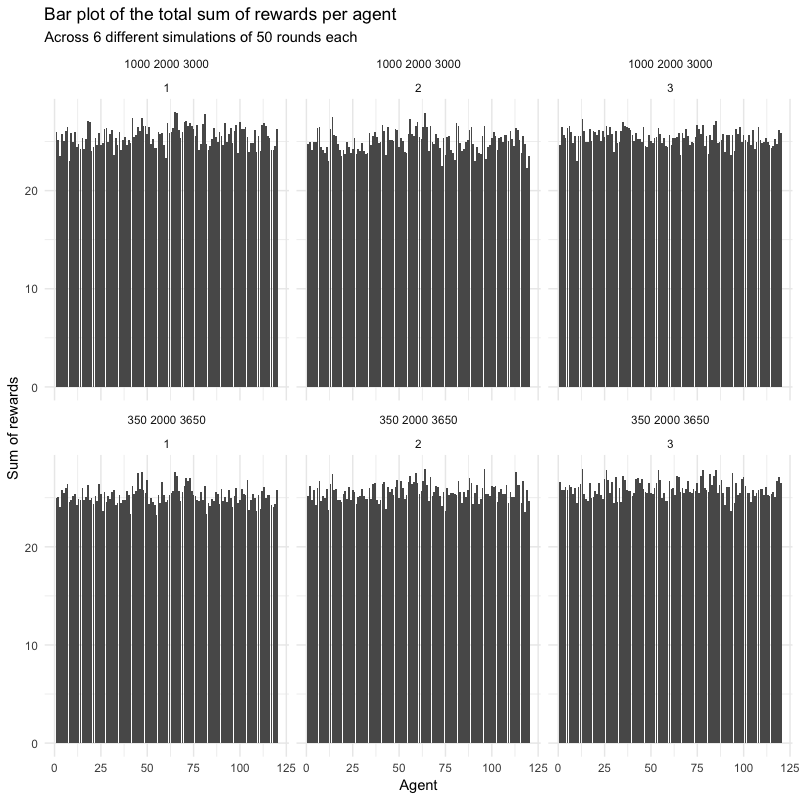 Bar plot of the total sum of rewards per agent
Across 6 different simulations of 50 rounds each
1000 2000 3000
1000 2000 3000
1000 2000 3000
1
2
3
20
10
0
Sum of rewards
350 2000 3650
350 2000 3650
350 2000 3650
1
2
3
20
10
0
0 25 50 75 100 125
0 25 50 75 100 125
0 25 50 75 100 125
Agent